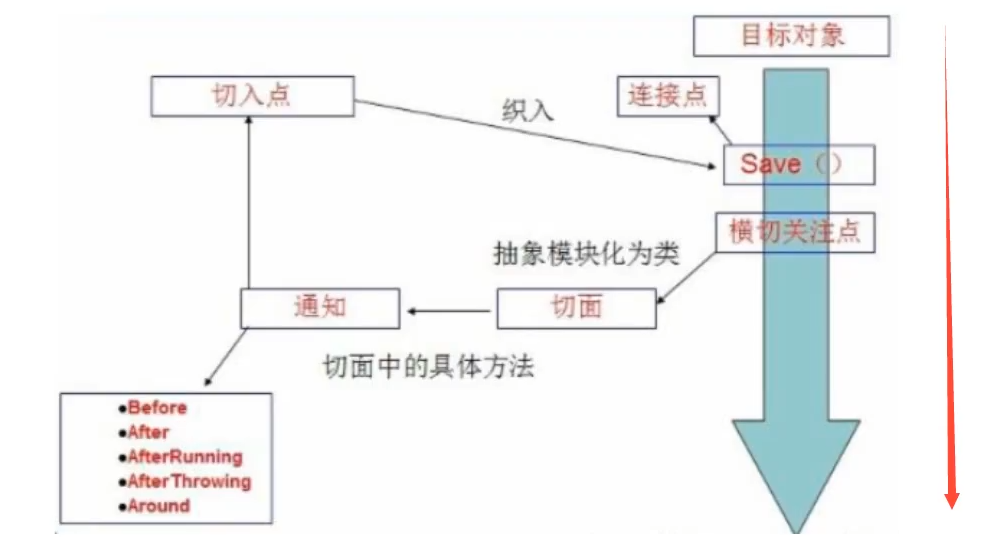 目标对象
切入点
连接点
织入
Save（）
横切关注点
抽象模块化为类
通知
切面
切面中的具体方法
●Before
●After
●AfterRunning
●AfterThrowing
●Around